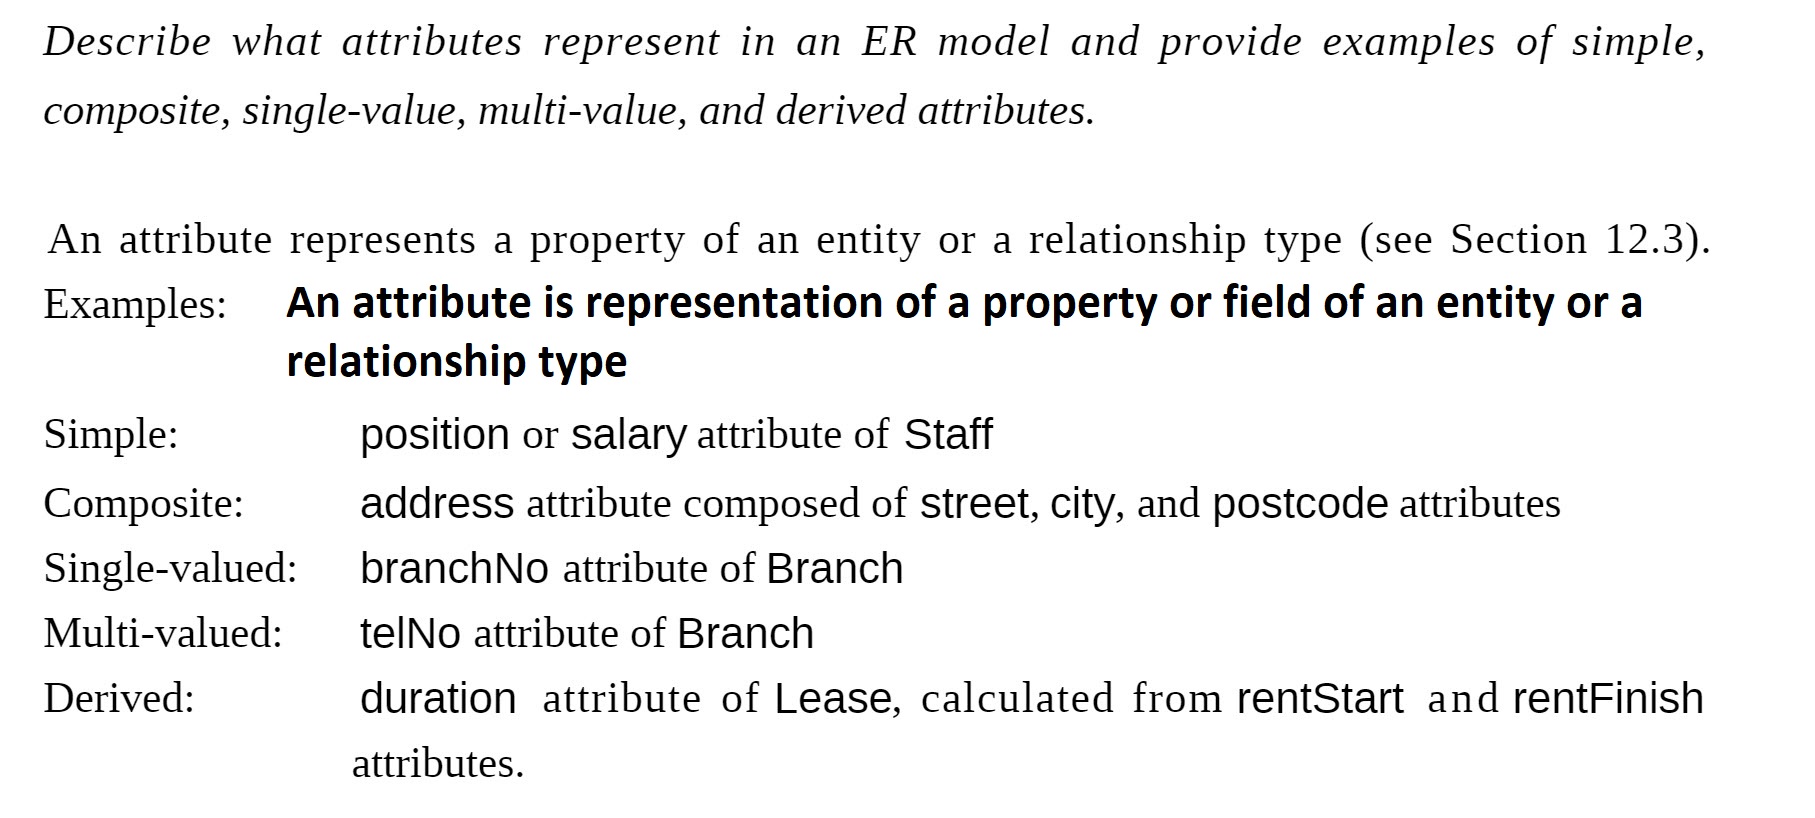 Describe what attributes represent in an ER model and provide examples of simple,
composite, single-value, multi-value, and derived attributes.
An attribute represents a property of an entity or a relationship type (see Section 12.3).
Examples: An attribute is representation of a property or field of an entity or a
relationship type
Simple: position or salary attribute of Staff
Composite: address attribute composed of street, city, and postcode attributes
Single-valued: branchNo attribute of Branch
Multi-valued: telNo attribute of Branch
Derived: duration attribute of Lease, calculated from rentStart and rentFinish
attributes.